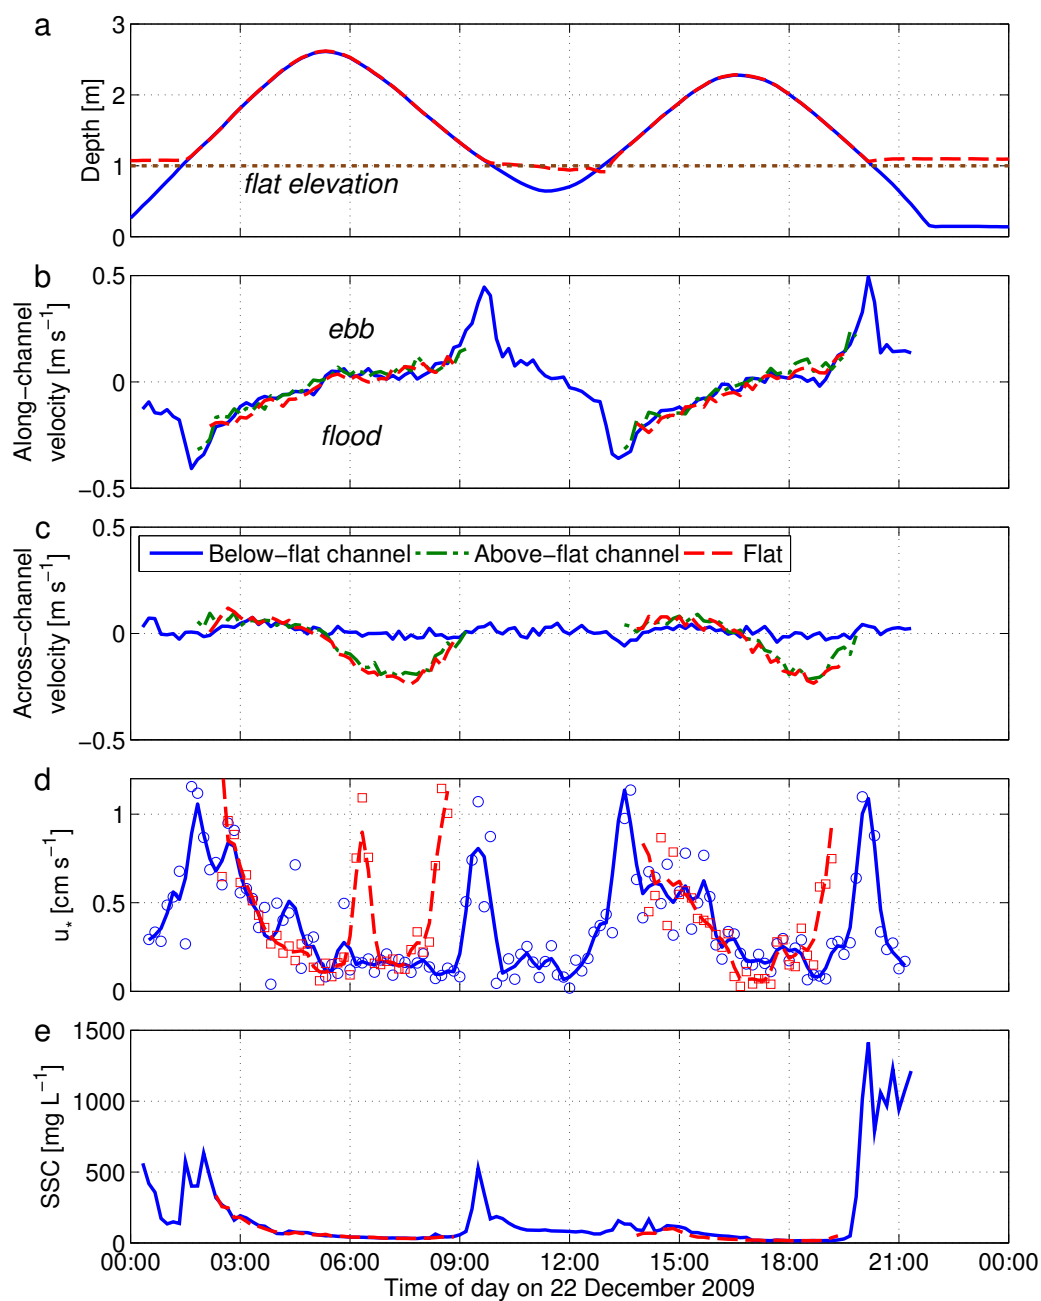 a
3
2
1
0
Depth [m]
flat elevation
b
0.5
0
−0.5
Along−channel
velocity [m s−1]
ebb
flood
c
0.5
0
−0.5
Across−channel
velocity [m s−1]
Below−flat channel
Above−flat channel
Flat
d
1
0.5
0
u* [cm s−1]
e
1500
1000
500
0
SSC [mg L−1]
00:00 03:00 06:00 09:00 12:00 15:00 18:00 21:00 00:00
Time of day on 22 December 2009